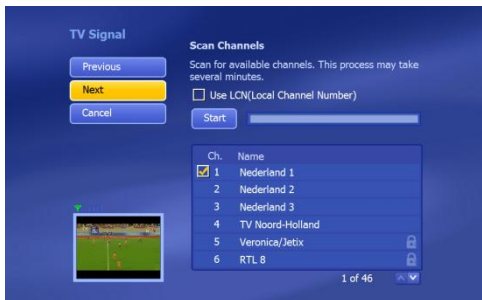 TV Signal
Previous
Next
Cancel
Scan Channels
Scan for available channels. This process may take
several minutes.
Use LCN(Local Channel Number)
Start
Ch. Name
1 Nederland 1
2 Nederland 2
3 Nederland 3
4 TV Noord-Holland
5 Veronica/Jetix
6 RTL 8
1 of 46